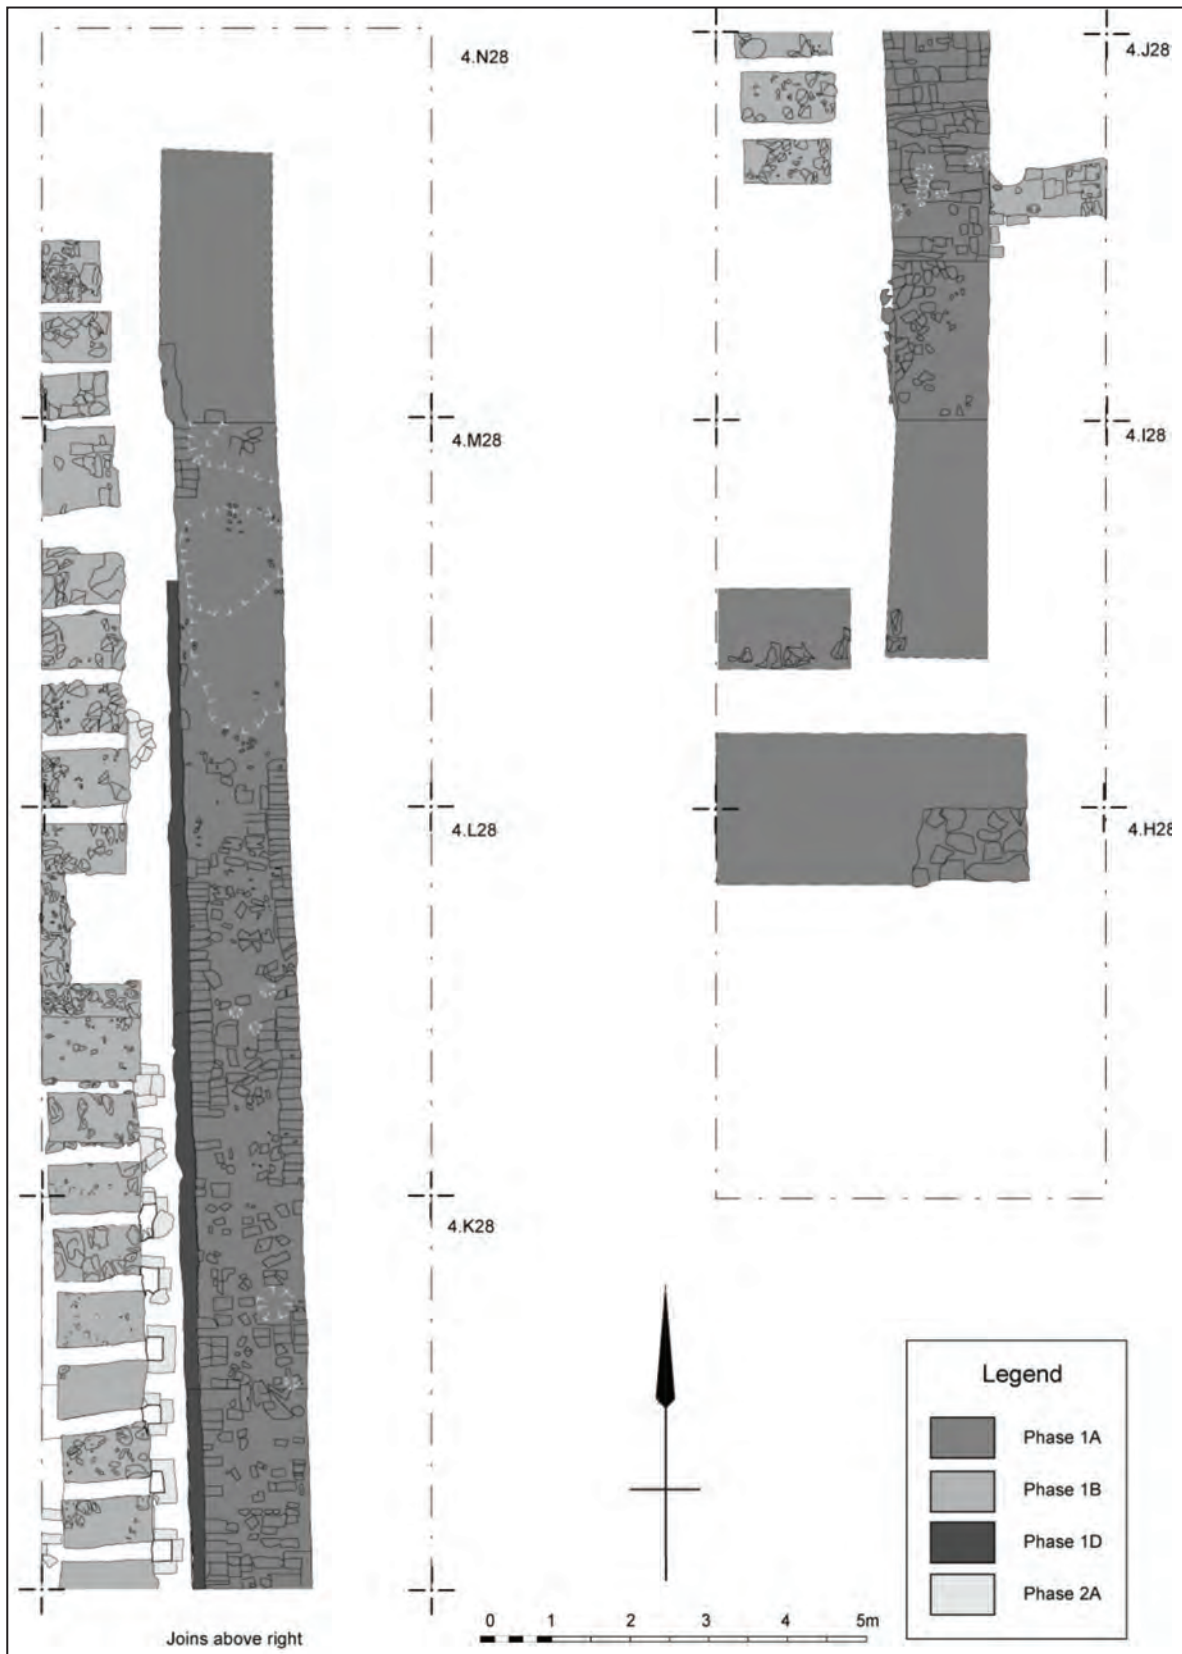 4.N28
4.M28
4.L28
4.K28
Joins above right
4.J28
4.I28
4.H28
0 1 2 3 4 5m
Legend
Phase 1A
Phase 1B
Phase 1D
Phase 2A